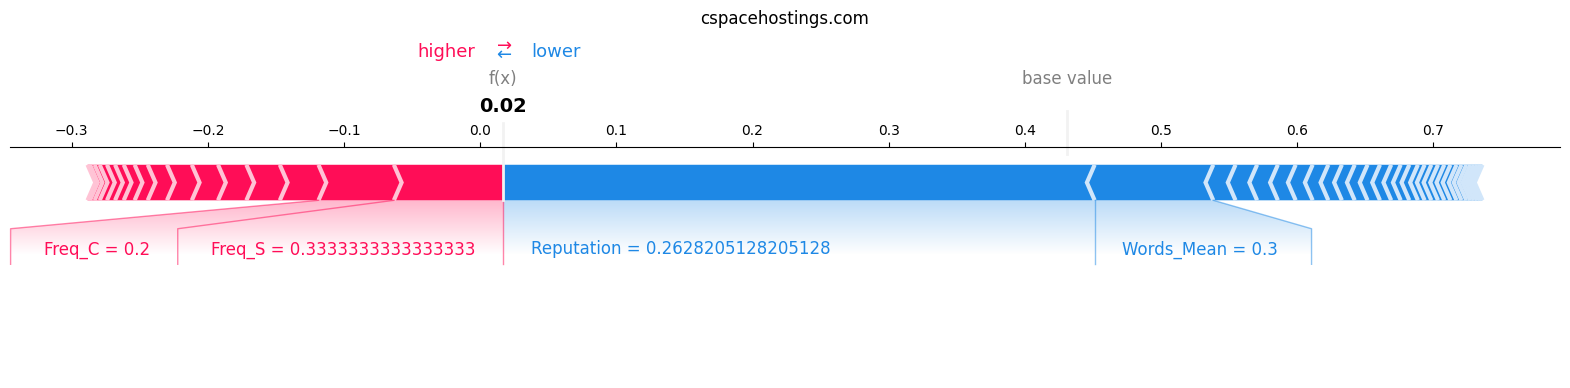 cspacehostings.com
higher ⇄ lower
f(x) base value
0.02
−0.3 −0.2 −0.1 0.0 0.1 0.2 0.3 0.4 0.5 0.6 0.7
Freq_C = 0.2 Freq_S = 0.3333333333333333 Reputation = 0.2628205128205128 Words_Mean = 0.3